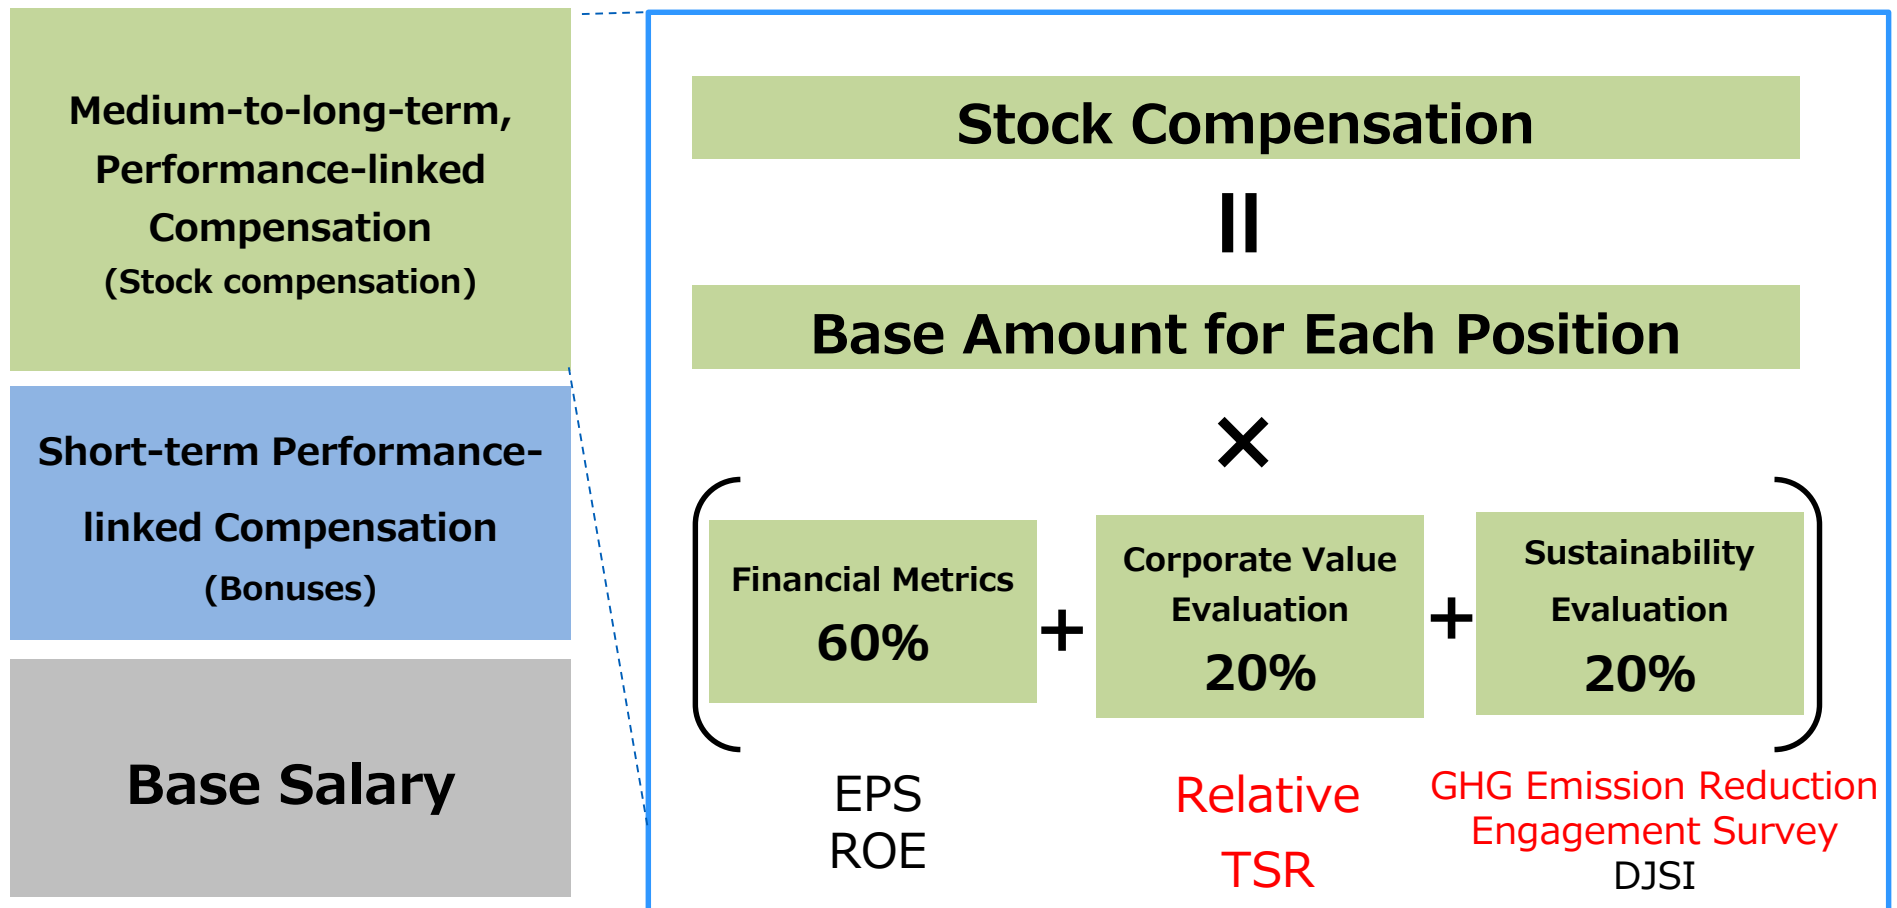 Medium-to-long-term,
Performance-linked
Compensation
(Stock compensation)
Short-term Performance-
linked Compensation
(Bonuses)
Base Salary
Stock Compensation
=
Base Amount for Each Position
×
Financial Metrics
60%
+
Corporate Value
Evaluation
20%
+
Sustainability
Evaluation
20%
EPS
ROE
Relative
TSR
GHG Emission Reduction
Engagement Survey
DJSI